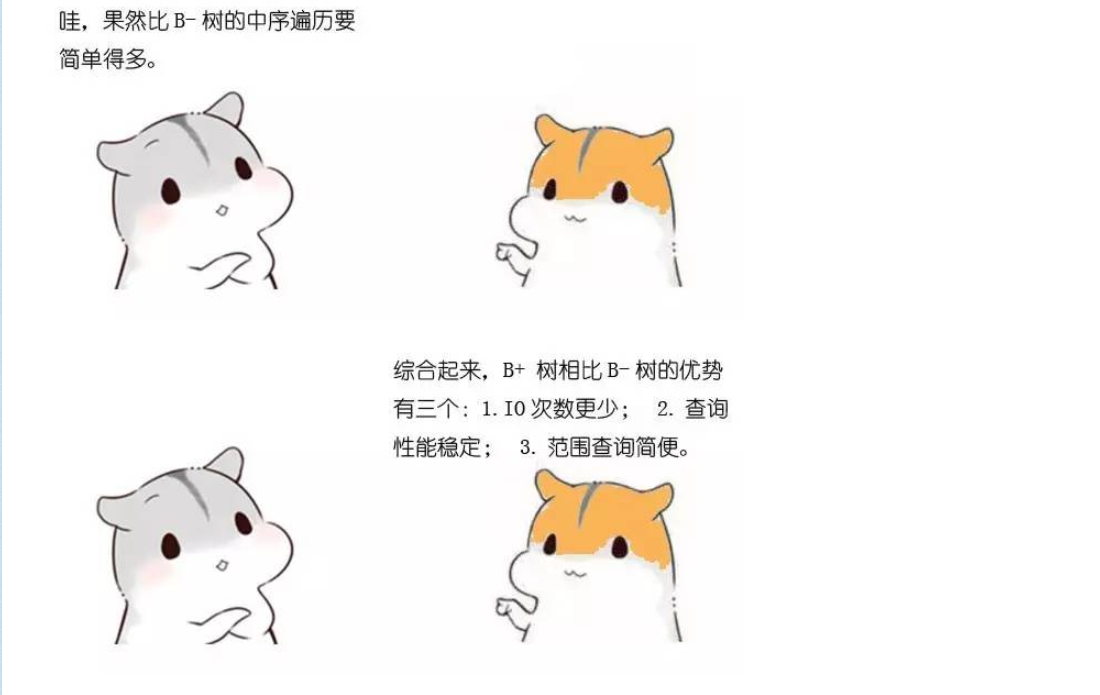 哇，果然比 B- 树的中序遍历要
简单得多。
综合起来，B+ 树相比 B- 树的优势
有三个：1.IO 次数更少； 2. 查询
性能稳定； 3. 范围查询简便。